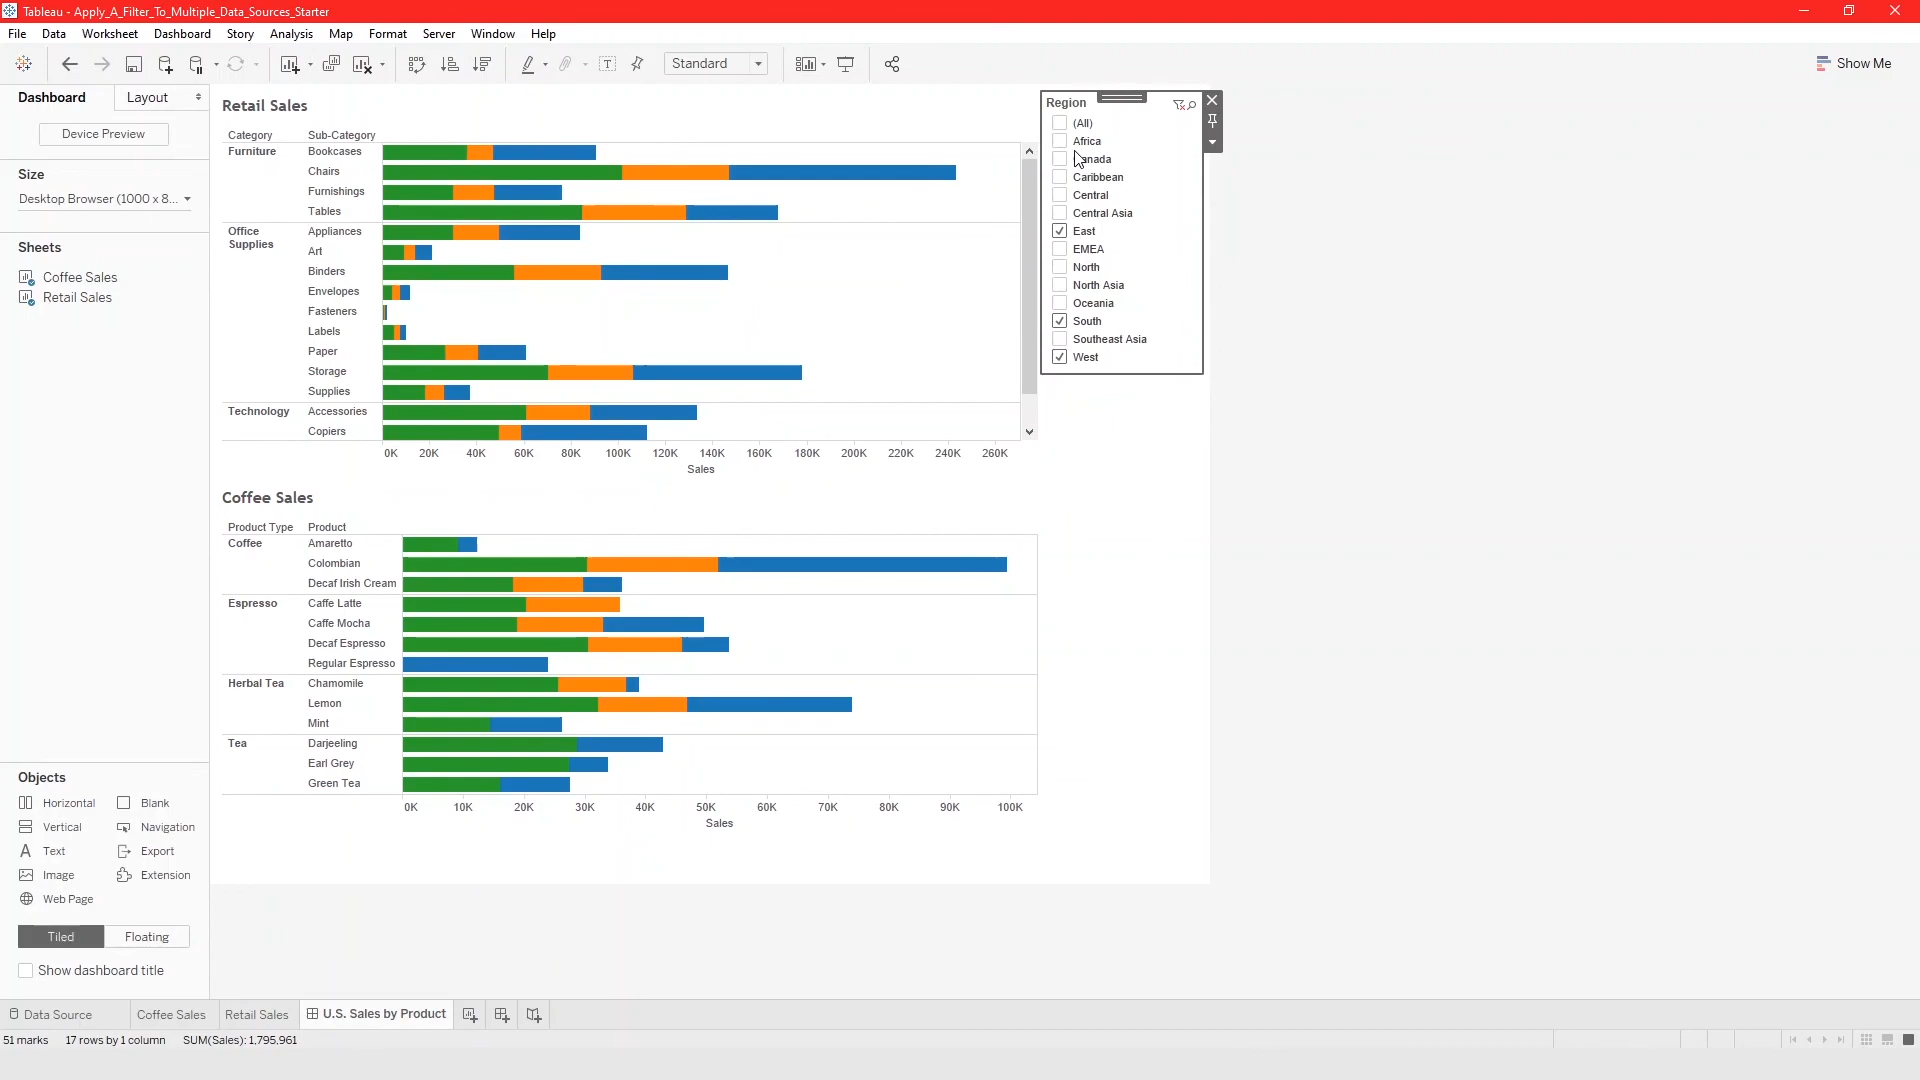 Tableau - Apply_A_Filter_To_Multiple_Data_Sources_Starter
File Data Worksheet Dashboard Story Analysis Map Format Server Window Help
Standard
Show Me
Dashboard Layout
Device Preview
Size
Desktop Browser (1000 x 8...
Sheets
Coffee Sales
Retail Sales
Objects
Horizontal Blank
Vertical Navigation
Text Export
Image Extension
Web Page
Tiled Floating
Show dashboard title
Retail Sales
Category Sub-Category
Furniture Bookcases
Chairs
Furnishings
Tables
Office Supplies Appliances
Art
Binders
Envelopes
Fasteners
Labels
Paper
Storage
Supplies
Technology Accessories
Copiers
0K 20K 40K 60K 80K 100K 120K 140K 160K 180K 200K 220K 240K 260K
Sales
Coffee Sales
Product Type Product
Coffee Amaretto
Colombian
Decaf Irish Cream
Espresso Caffe Latte
Caffe Mocha
Decaf Espresso
Regular Espresso
Herbal Tea Chamomile
Lemon
Mint
Tea Darjeeling
Earl Grey
Green Tea
0K 10K 20K 30K 40K 50K 60K 70K 80K 90K 100K
Sales
Region
(All)
Africa
Canada
Caribbean
Central
Central Asia
East
EMEA
North
North Asia
Oceania
South
Southeast Asia
West
Data Source Coffee Sales Retail Sales U.S. Sales by Product
51 marks 17 rows by 1 column SUM(Sales): 1,795,961